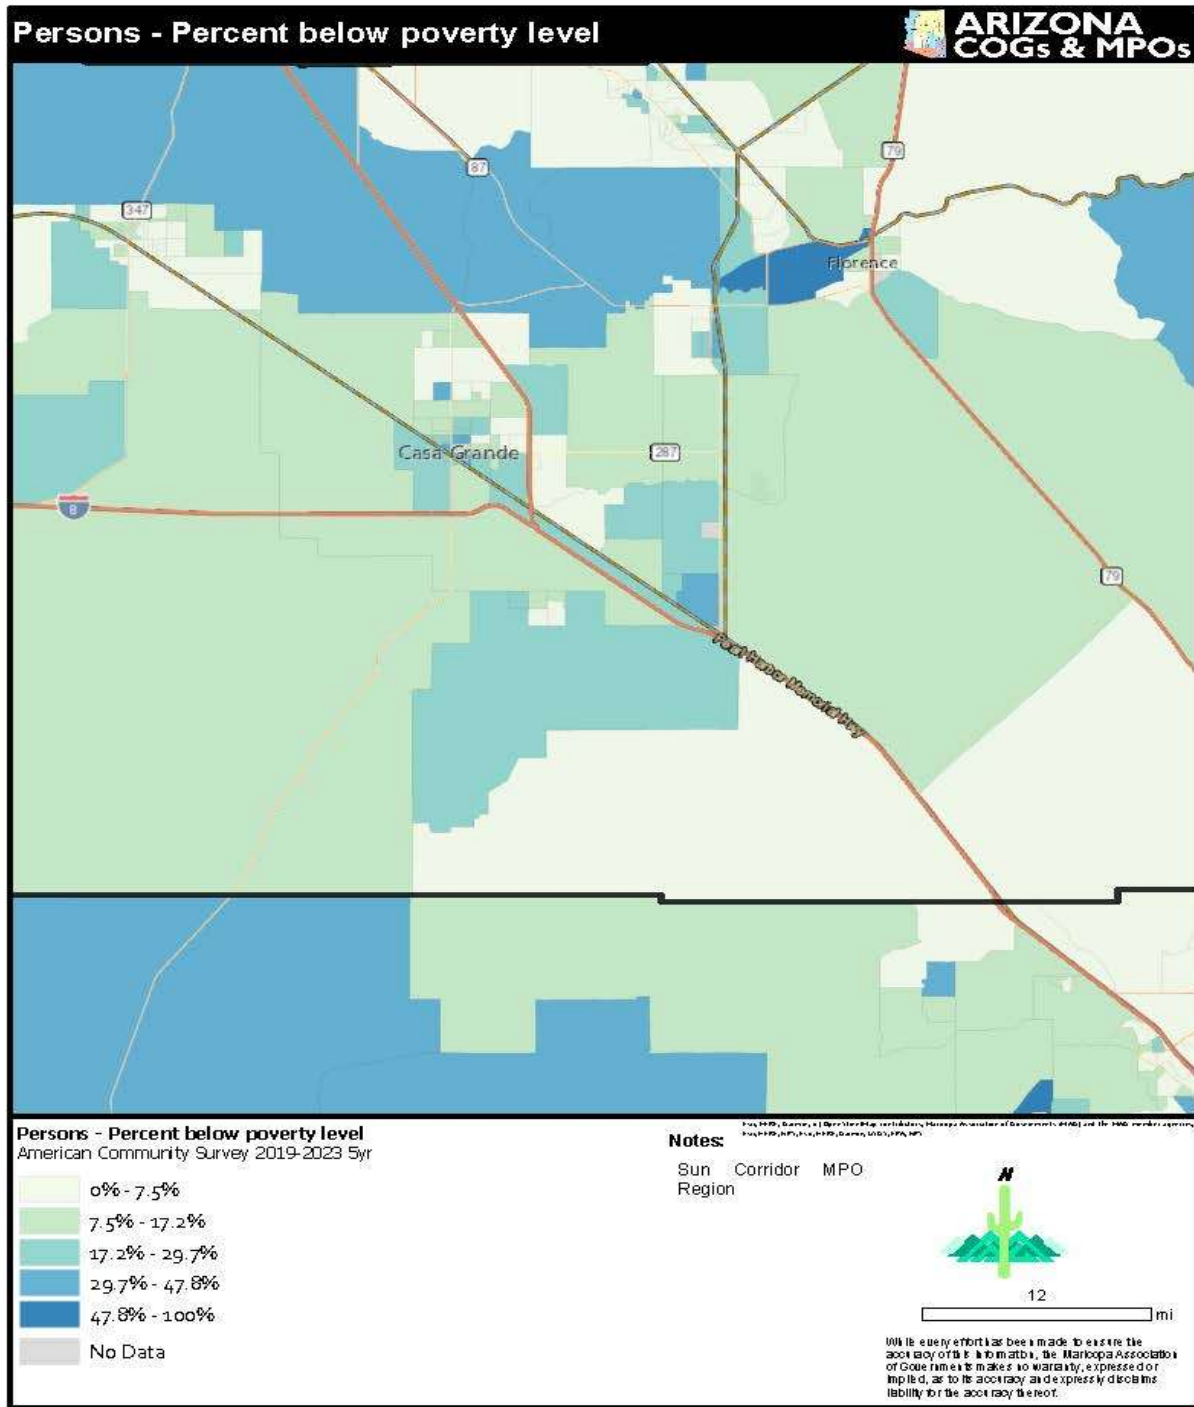 Persons - Percent below poverty level
ARIZONA
COGs & MPOs
87
79
347
Florence
287
Casa Grande
8
79
Pearl Harbor Memorial Hwy
Persons - Percent below poverty level
American Community Survey 2019-2023 5yr
0% - 7.5%
7.5% - 17.2%
17.2% - 29.7%
29.7% - 47.8%
47.8% - 100%
No Data
Notes:
Sun Corridor MPO
Region
N
12
mi
While every effort has been made to ensure the
accuracy of this information, the Maricopa Association
of Governments makes no warranty, expressed or
implied, as to its accuracy and expressly disclaims
liability for the accuracy thereof.